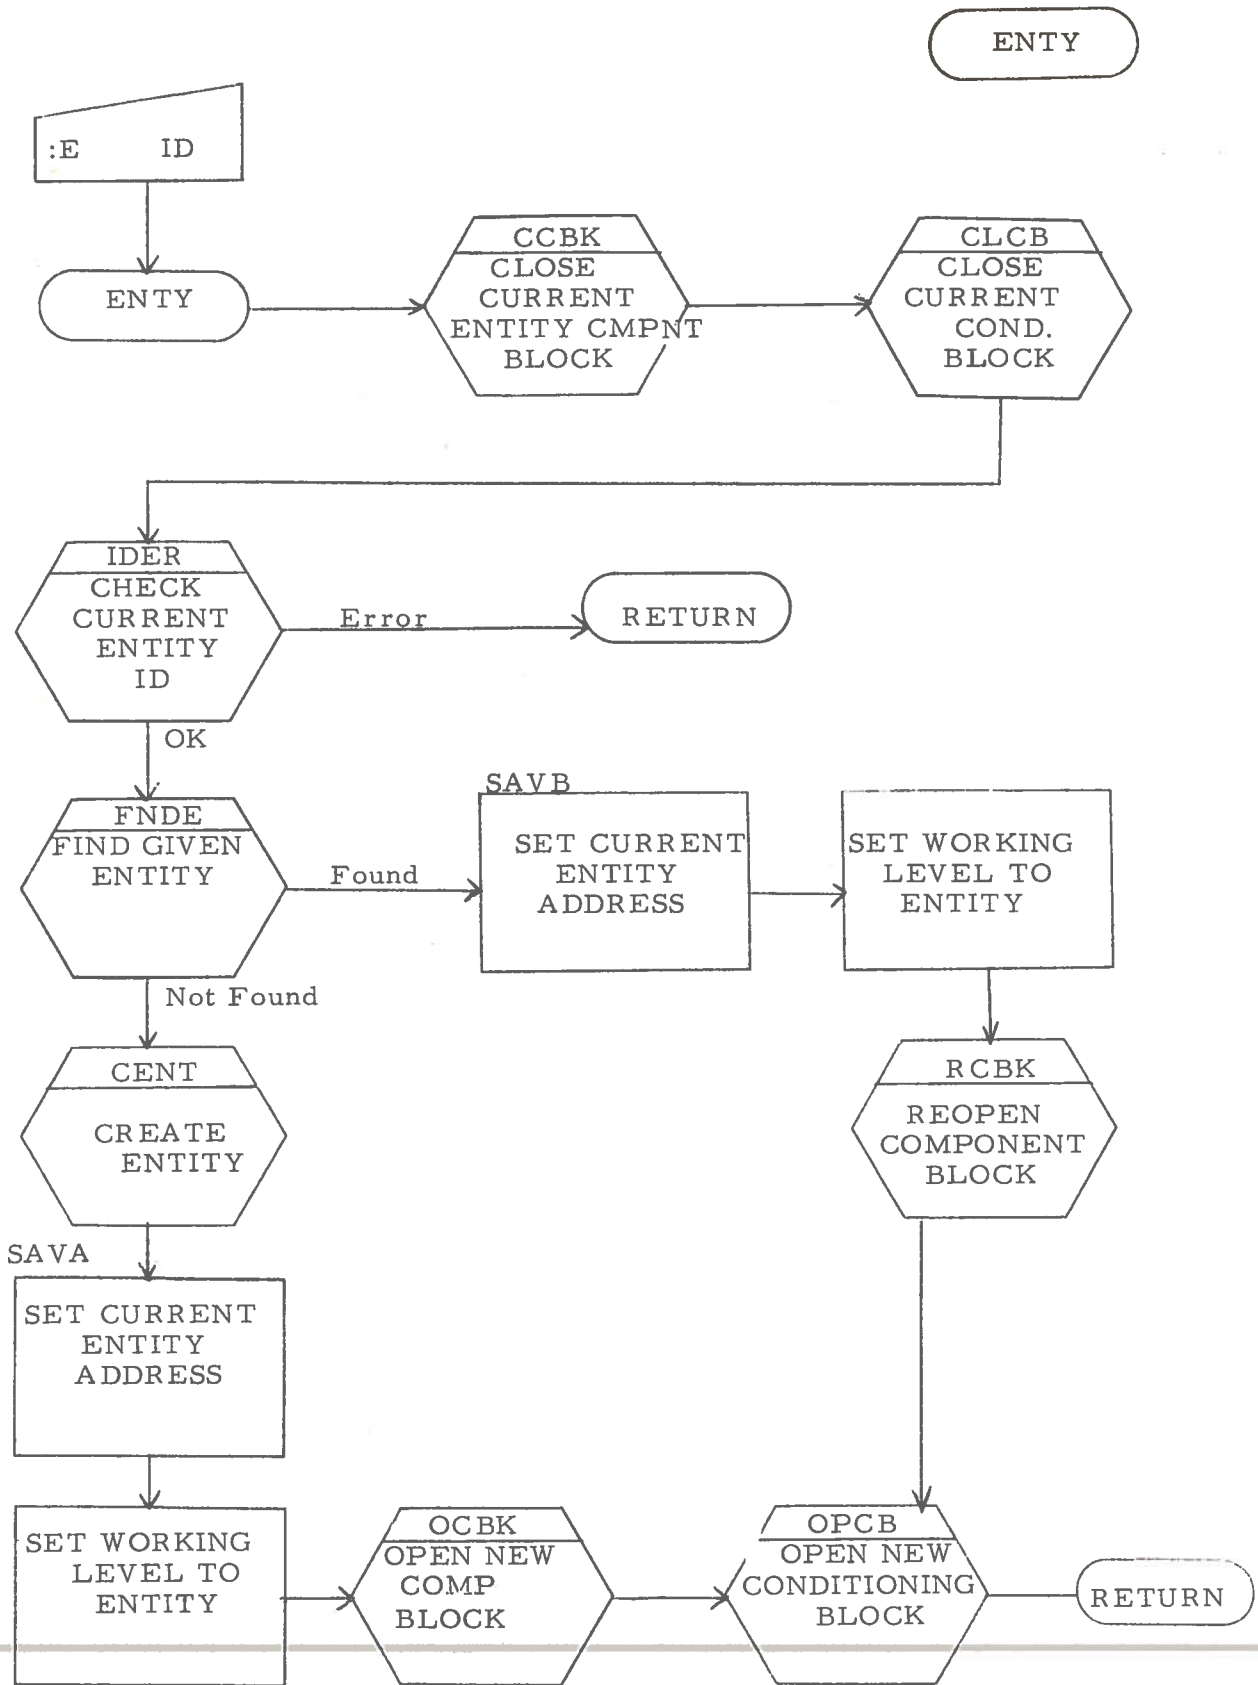 ENTY
:E ID
ENTY
CCBK
CLOSE
CURRENT
ENTITY CMPNT
BLOCK
CLCB
CLOSE
CURRENT
COND.
BLOCK
IDER
CHECK
CURRENT
ENTITY
ID
Error
RETURN
OK
FNDE
FIND GIVEN
ENTITY
Found
SAVB
SET CURRENT
ENTITY
ADDRESS
SET WORKING
LEVEL TO
ENTITY
Not Found
CENT
CREATE
ENTITY
RCBK
REOPEN
COMPONENT
BLOCK
SAVA
SET CURRENT
ENTITY
ADDRESS
SET WORKING
LEVEL TO
ENTITY
OCBK
OPEN NEW
COMP
BLOCK
OPCB
OPEN NEW
CONDITIONING
BLOCK
RETURN